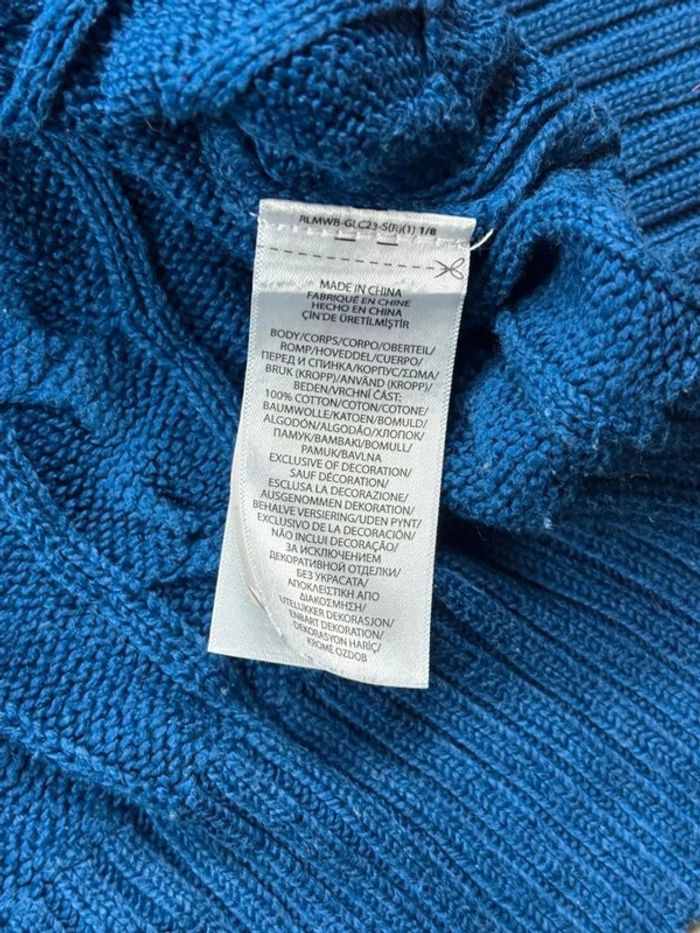 RLMWB-GLC23-S(R)(1) 1/8
MADE IN CHINA
FABRIQUÉ EN CHINE
HECHO EN CHINA
ÇİN'DE ÜRETİLMİŞTİR
BODY/CORPS/CORPO/OBERTEIL/
ROMP/HOVEDDEL/CUERPO/
ПЕРЕД И СПИНКА/КОРПУС/ΣΩΜΑ/
BRUK (KROPP)/ANVÄND (KROPP)/
BEDEN/VRCHNÍ ČÁST:
100% COTTON/COTON/COTONE/
BAUMWOLLE/KATOEN/BOMULD/
ALGODÓN/ALGODÃO/ХЛОПОК/
ПАМУК/ΒΑΜΒΑΚΙ/BOMULL/
PAMUK/BAVLNA
EXCLUSIVE OF DECORATION/
SAUF DÉCORATION/
ESCLUSA LA DECORAZIONE/
AUSGENOMMEN DEKORATION/
BEHALVE VERSIERING/UDEN PYNT/
EXCLUSIVO DE LA DECORACIÓN/
NÃO INCLUI DECORAÇÃO/
ЗА ИСКЛЮЧЕНИЕМ
ДЕКОРАТИВНОЙ ОТДЕЛКИ/
БЕЗ УКРАСАТА/
ΑΠΟΚΛΕΙΣΤΙΚΗ ΑΠΟ
ΔΙΑΚΟΣΜΗΣΗ/
UTELUKKER DEKORASJON/
ENBART DEKORATION/
DEKORASYON HARİÇ/
KROMĚ OZDOB